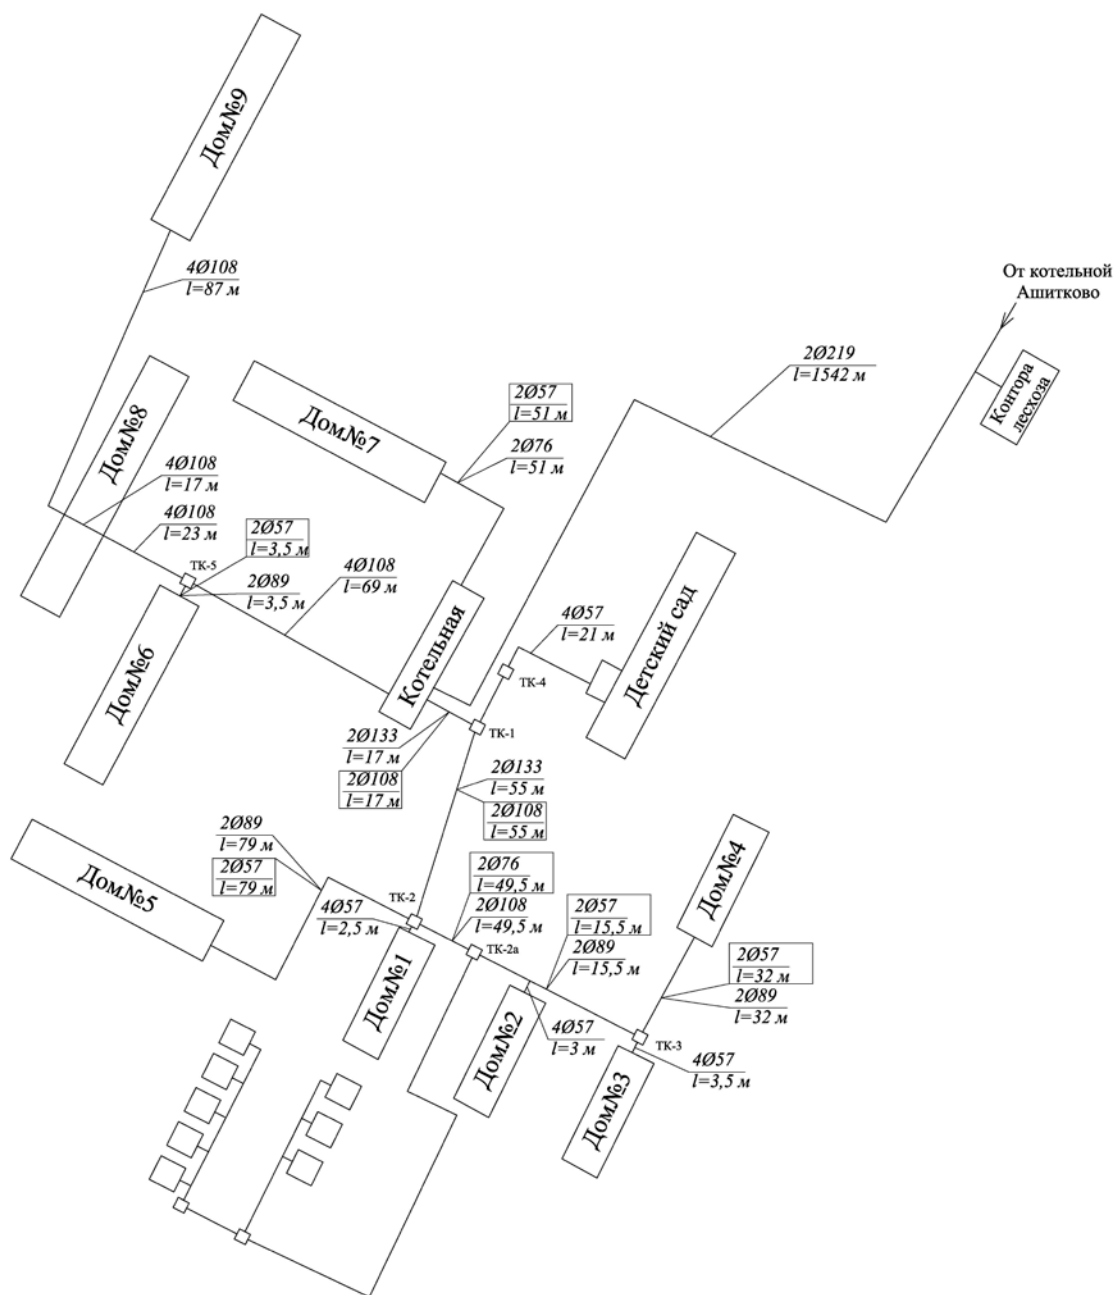 Дом№9
4Ø108
l=87 м
От котельной
Ашитково
2Ø219
l=1542 м
Контора
лесхоза
Дом№8
Дом№7
2Ø57
l=51 м
2Ø76
l=51 м
4Ø108
l=17 м
4Ø108
l=23 м
2Ø57
l=3,5 м
ТК-5
2Ø89
l=3,5 м
4Ø108
l=69 м
Дом№6
Котельная
4Ø57
l=21 м
ТК-4
Детский сад
ТК-1
2Ø133
l=17 м
2Ø108
l=17 м
2Ø133
l=55 м
2Ø108
l=55 м
2Ø89
l=79 м
2Ø57
l=79 м
Дом№5
ТК-2
4Ø57
l=2,5 м
2Ø76
l=49,5 м
2Ø108
l=49,5 м
ТК-2а
Дом№1
2Ø57
l=15,5 м
2Ø89
l=15,5 м
Дом№4
2Ø57
l=32 м
2Ø89
l=32 м
Дом№2
4Ø57
l=3 м
ТК-3
4Ø57
l=3,5 м
Дом№3